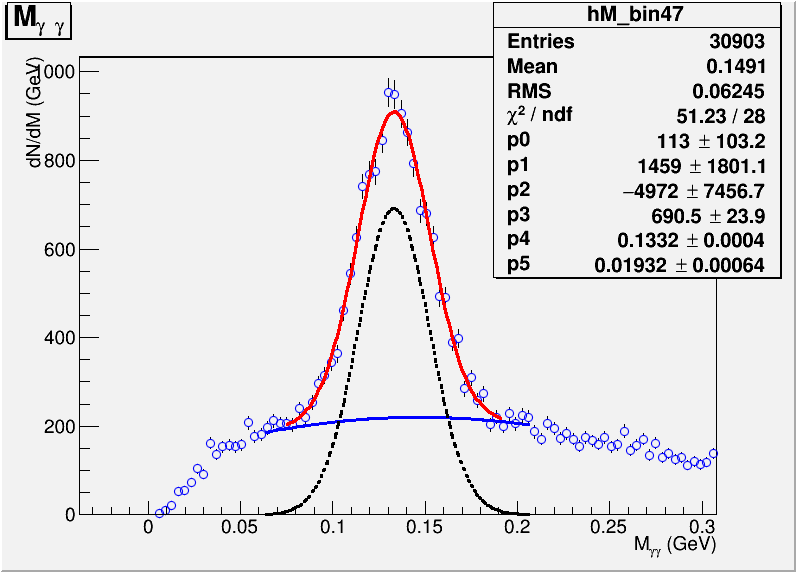 M γ γ
hM_bin47
Entries 30903
Mean 0.1491
RMS 0.06245
χ² / ndf 51.23 / 28
p0 113 ± 103.2
p1 1459 ± 1801.1
p2 −4972 ± 7456.7
p3 690.5 ± 23.9
p4 0.1332 ± 0.0004
p5 0.01932 ± 0.00064
dN/dM (GeV)
1000
800
600
400
200
0
0 0.05 0.1 0.15 0.2 0.25 0.3
Mγγ (GeV)